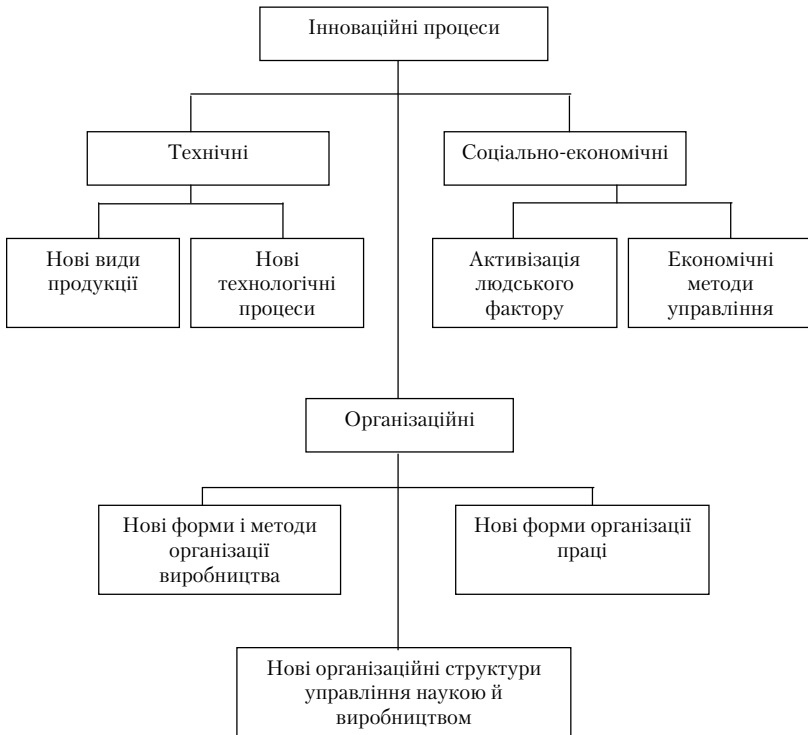 Інноваційні процеси
Технічні
Соціально-економічні
Нові види
продукції
Нові
технологічні
процеси
Активізація
людського
фактору
Економічні
методи
управління
Організаційні
Нові форми і методи
організації
виробництва
Нові форми організації
праці
Нові організаційні структури
управління наукою й
виробництвом